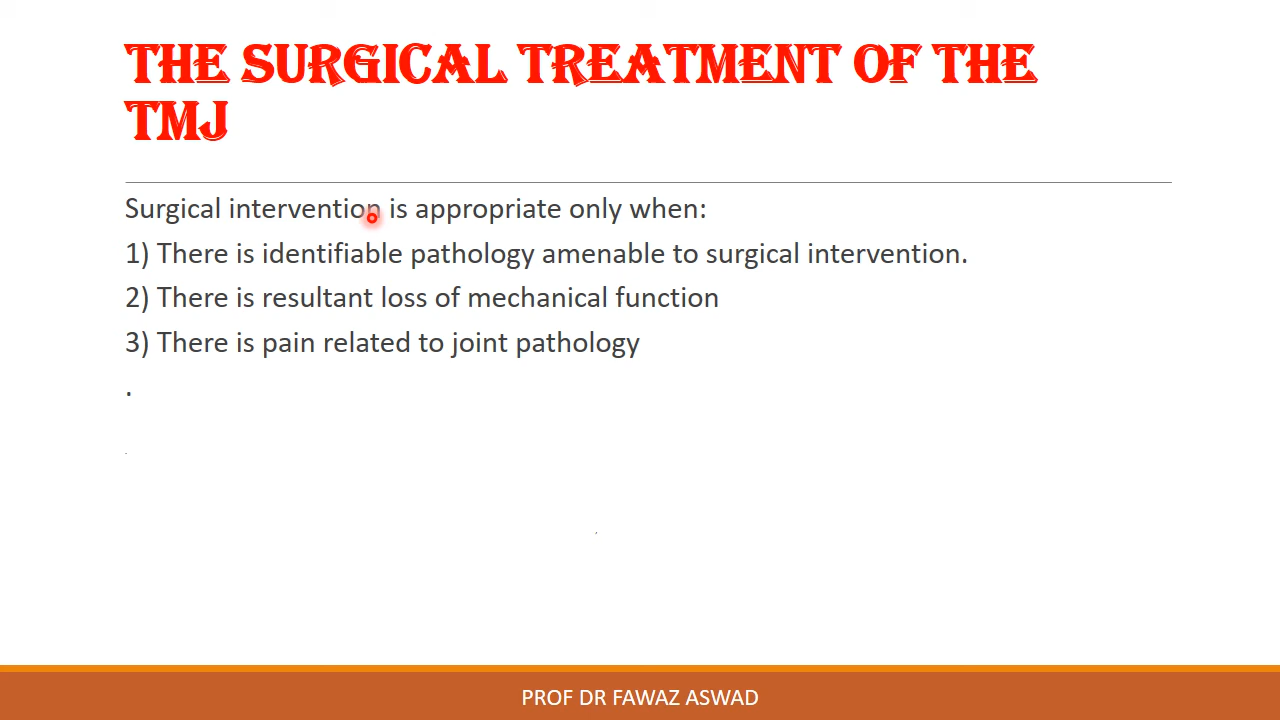 THE SURGICAL TREATMENT OF THE
TMJ
Surgical intervention is appropriate only when:
1) There is identifiable pathology amenable to surgical intervention.
2) There is resultant loss of mechanical function
3) There is pain related to joint pathology
.
.
.
PROF DR FAWAZ ASWAD